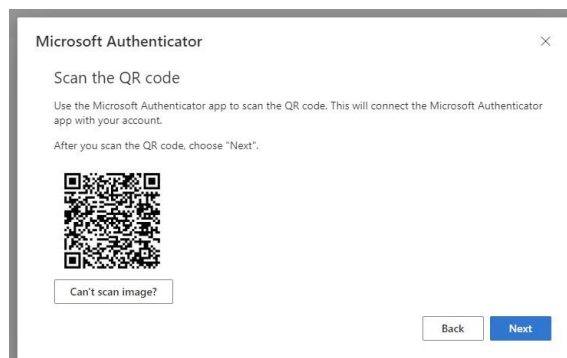 Microsoft Authenticator
Scan the QR code
Use the Microsoft Authenticator app to scan the QR code. This will connect the Microsoft Authenticator
app with your account.
After you scan the QR code, choose "Next".
Can't scan image?
Back Next